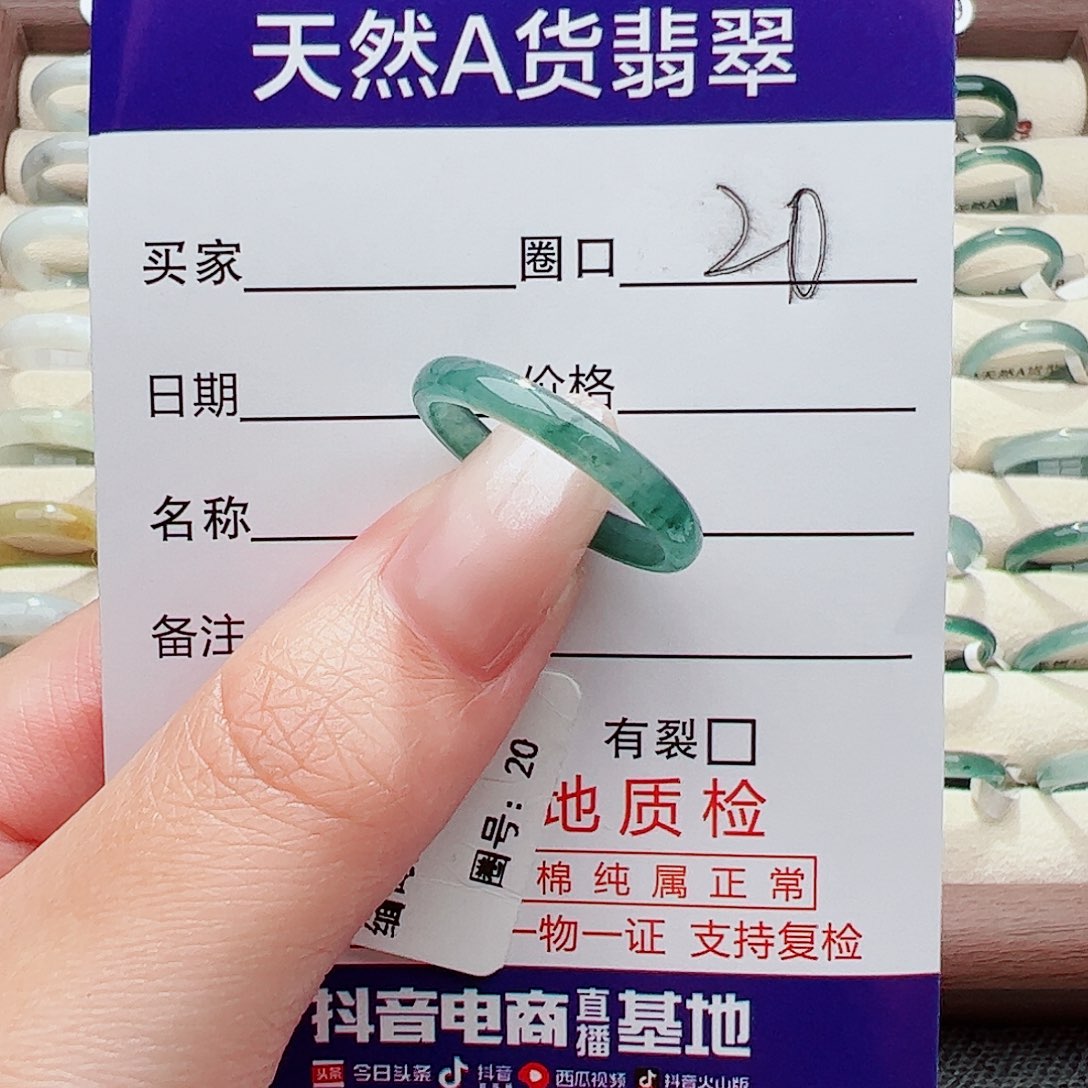 天然A货翡翠
买家 圈口 20
日期 价格
名称
备注
有裂□
地质检
棉纯属正常
一物一证 支持复检
圈号：20
抖音电商直播基地
头条 今日头条 抖音 西瓜视频 抖音火山版